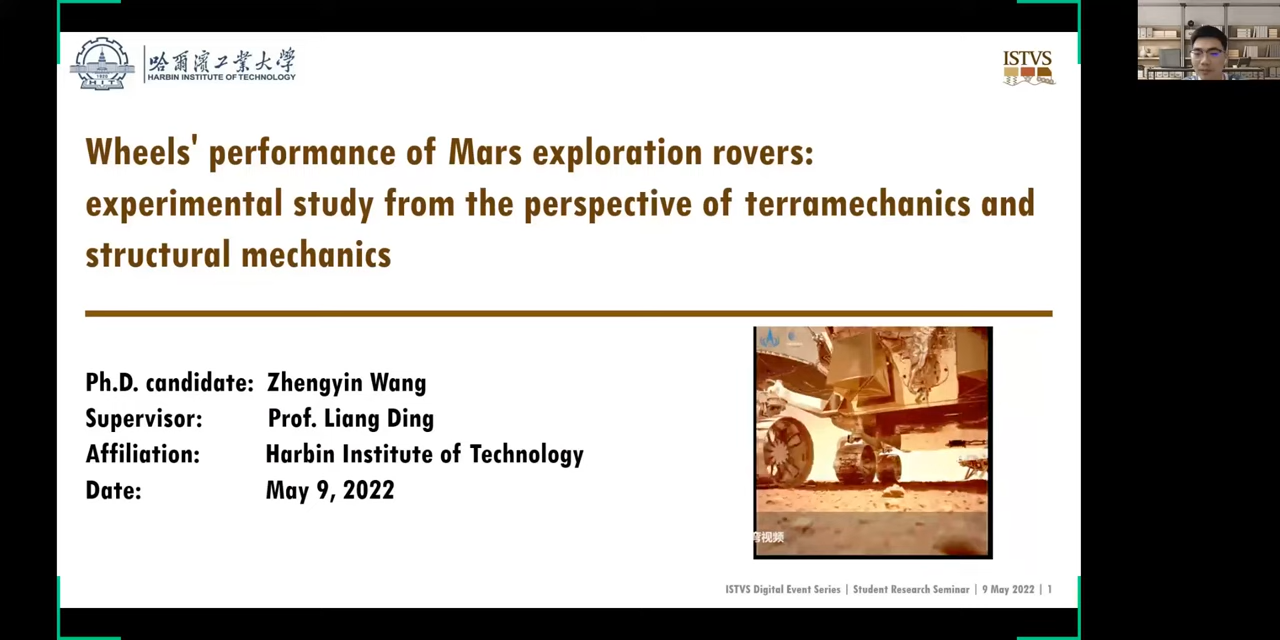 哈爾濱工業大學
HARBIN INSTITUTE OF TECHNOLOGY
H I T
ISTVS
Wheels' performance of Mars exploration rovers:
experimental study from the perspective of terramechanics and
structural mechanics
Ph.D. candidate: Zhengyin Wang
Supervisor: Prof. Liang Ding
Affiliation: Harbin Institute of Technology
Date: May 9, 2022
视频
ISTVS Digital Event Series | Student Research Seminar | 9 May 2022 | 1